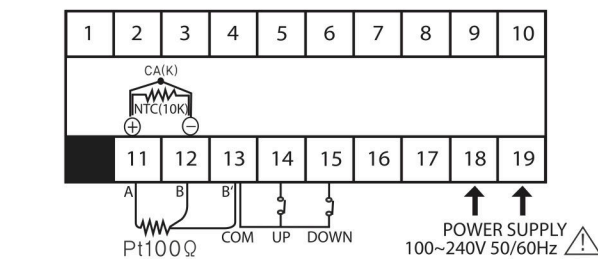 1 2 3 4 5 6 7 8 9 10
CA(K)
NTC(10K)
+ −
11 12 13 14 15 16 17 18 19
A B B'
COM UP DOWN
Pt100Ω
POWER SUPPLY
100~240V 50/60Hz